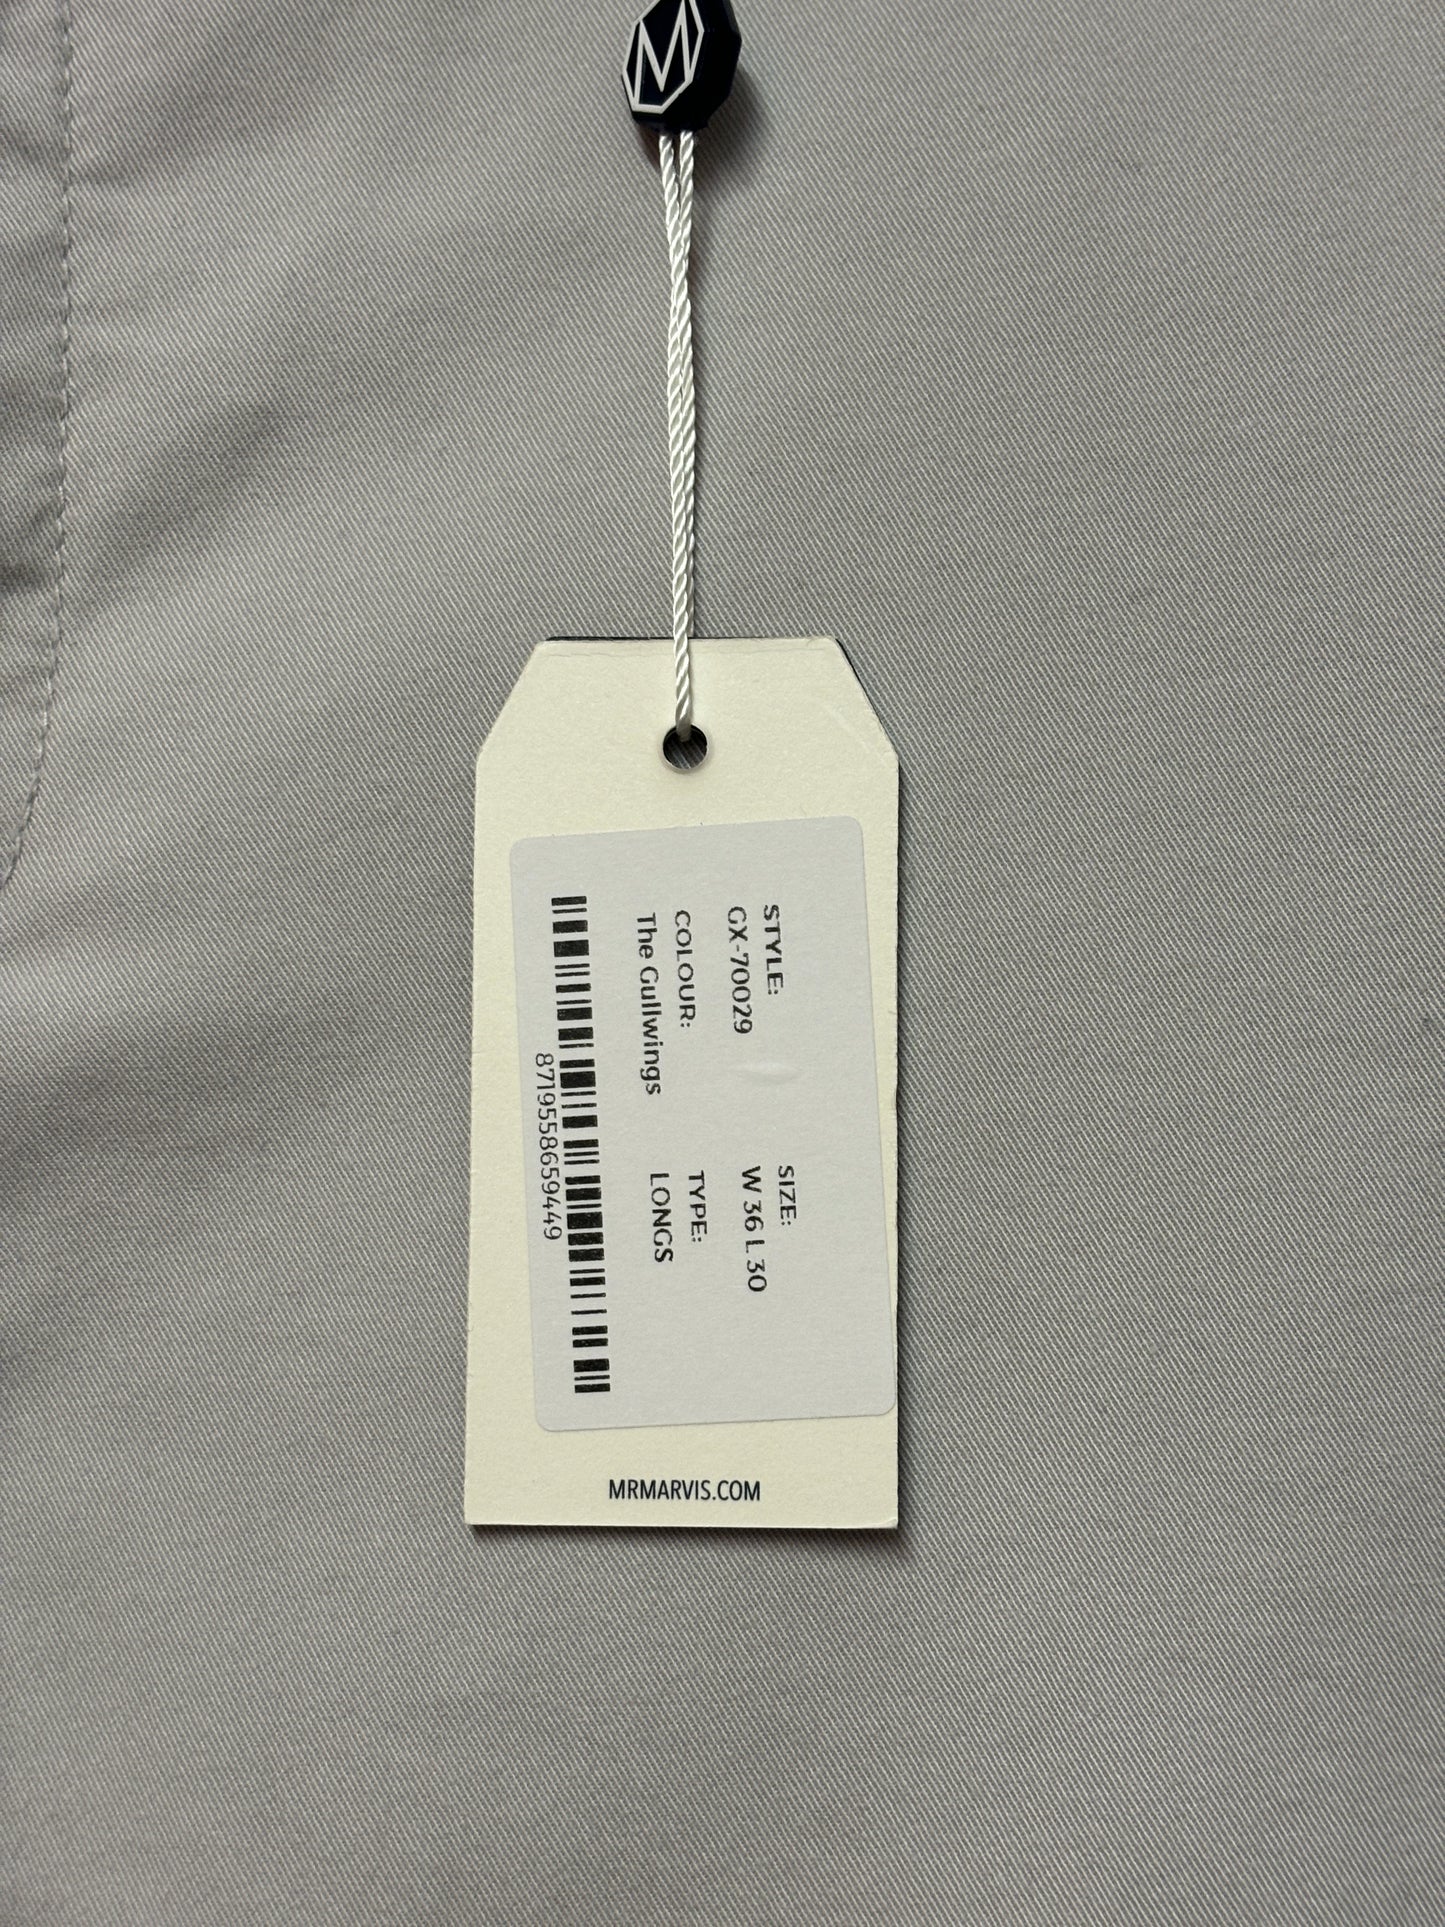 M
STYLE:
GX-70029
SIZE:
W 36 L 30
COLOUR:
The Gullwings
TYPE:
LONGS
8719558659449
MRMARVIS.COM